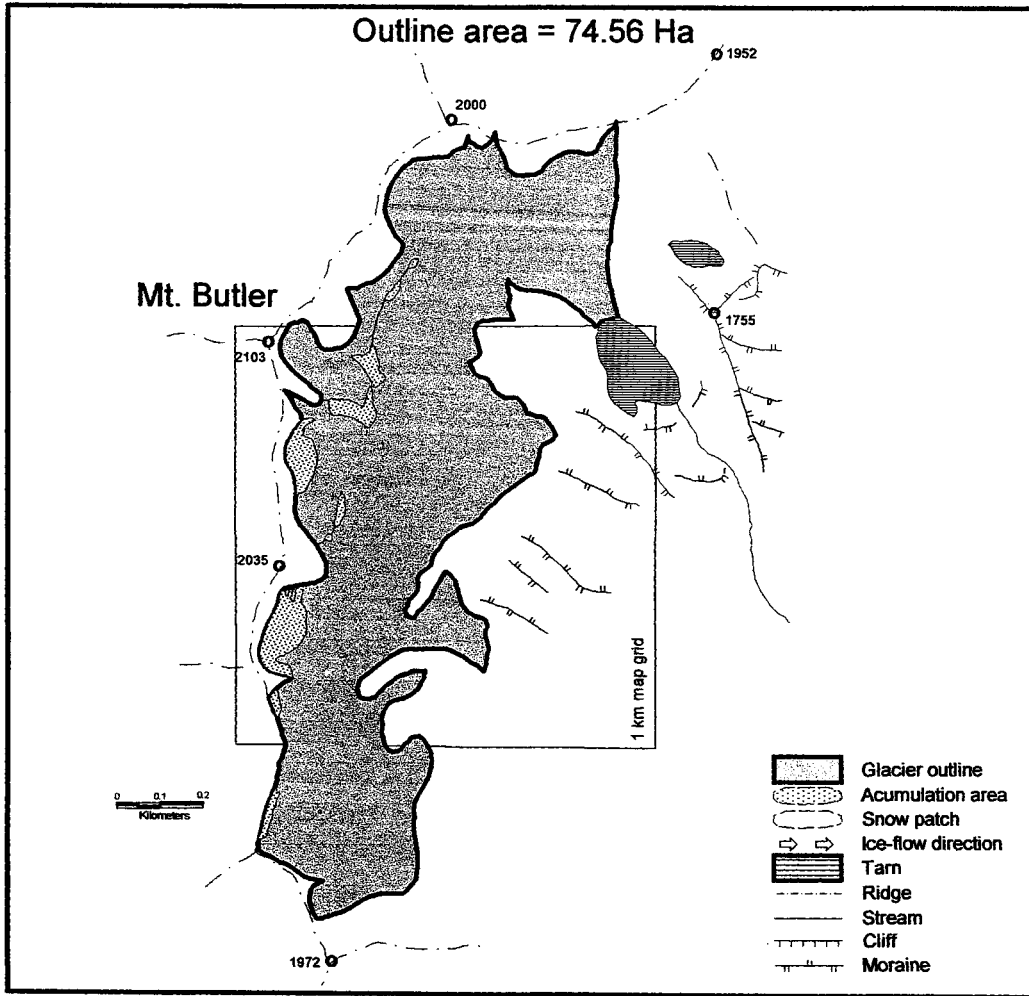 Outline area = 74.56 Ha
1952
2000
Mt. Butler
1755
2103
2035
1 km map grid
0 0.1 0.2
Kilometers
1972
Glacier outline
Acumulation area
Snow patch
Ice-flow direction
Tarn
Ridge
Stream
Cliff
Moraine